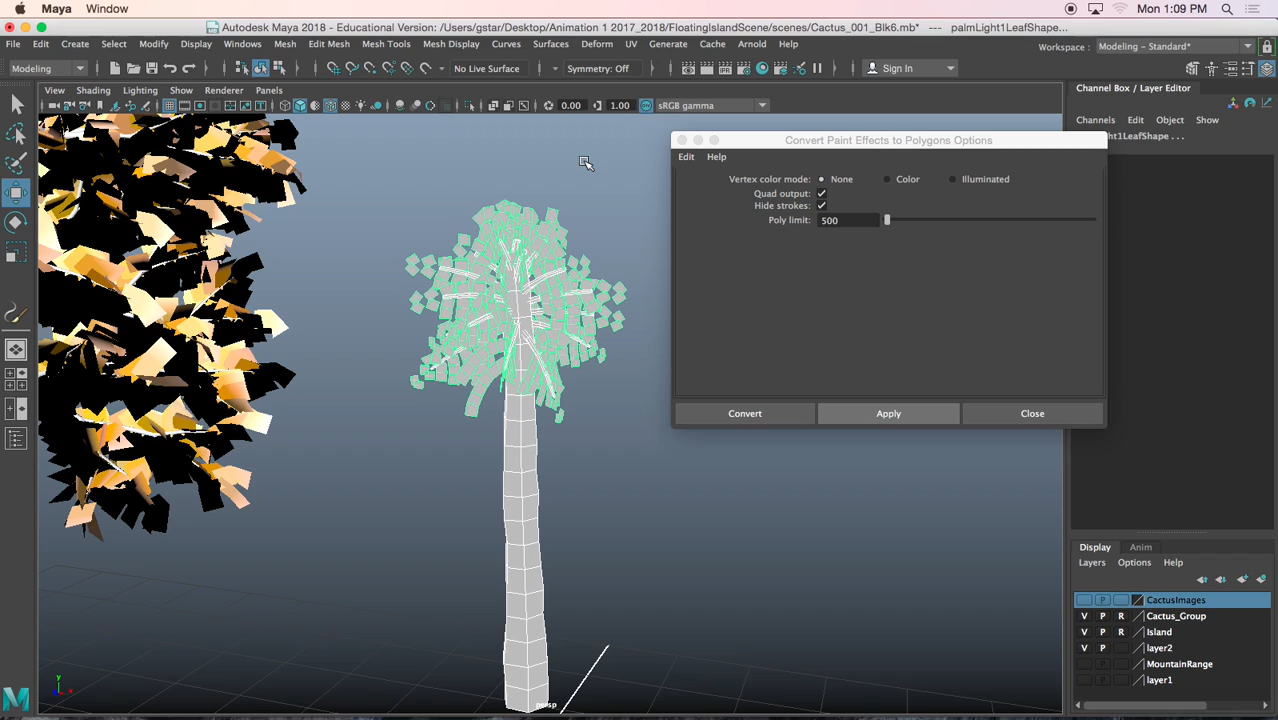 Maya Window Mon 1:09 PM
Autodesk Maya 2018 - Educational Version: /Users/gstar/Desktop/Animation 1 2017_2018/FloatingIslandScene/scenes/Cactus_001_Blk6.mb* --- palmLight1LeafShape...
File Edit Create Select Modify Display Windows Mesh Edit Mesh Mesh Tools Mesh Display Curves Surfaces Deform UV Generate Cache Arnold Help Workspace : Modeling - Standard*
Modeling No Live Surface Symmetry: Off Sign In
View Shading Lighting Show Renderer Panels
0.00 1.00 sRGB gamma
Channel Box / Layer Editor
Channels Edit Object Show
ght1LeafShape ...
Convert Paint Effects to Polygons Options
Edit Help
Vertex color mode: None Color Illuminated
Quad output:
Hide strokes:
Poly limit: 500
Convert Apply Close
Display Anim
Layers Options Help
CactusImages
V P R Cactus_Group
V P R Island
V P layer2
MountainRange
layer1
persp
y